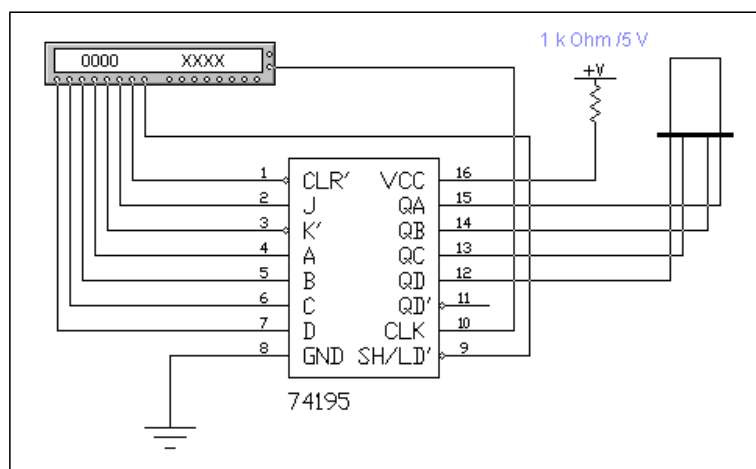 1 k Ohm /5 V
0000 XXXX
+V
1 CLR' VCC 16
2 J QA 15
3 K' QB 14
4 A QC 13
5 B QD 12
6 C QD' 11
7 D CLK 10
8 GND SH/LD' 9
74195